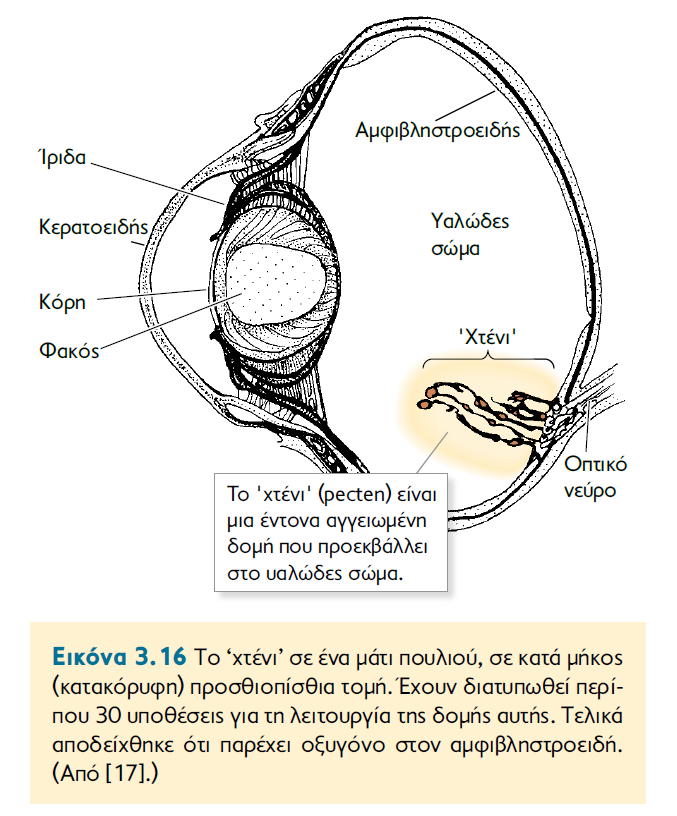 Αμφιβληστροειδής
Ίριδα
Κερατοειδής
Υαλώδες
σώμα
Κόρη
Φακός
'Χτένι'
Οπτικό
νεύρο
Το 'χτένι' (pecten) είναι
μια έντονα αγγειωμένη
δομή που προεκβάλλει
στο υαλώδες σώμα.
Εικόνα 3.16 Το ‘χτένι’ σε ένα μάτι πουλιού, σε κατά μήκος
(κατακόρυφη) προσθιοπίσθια τομή. Έχουν διατυπωθεί περί-
που 30 υποθέσεις για τη λειτουργία της δομής αυτής. Τελικά
αποδείχθηκε ότι παρέχει οξυγόνο στον αμφιβληστροειδή.
(Από [17].)